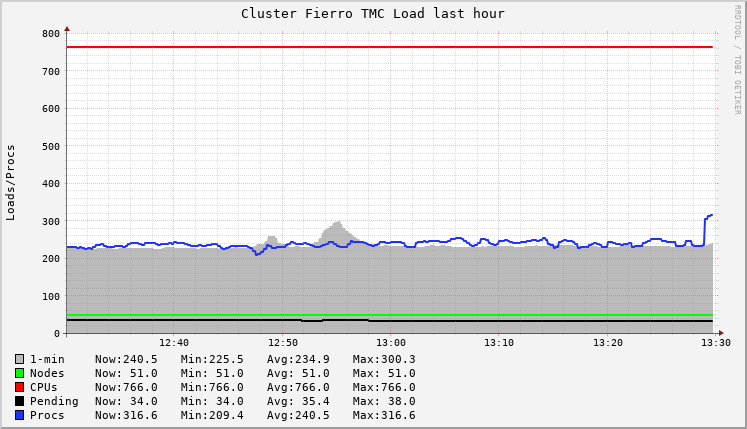 Cluster Fierro TMC Load last hour
RRDTOOL / TOBI OETIKER
Loads/Procs
800
700
600
500
400
300
200
100
0
12:40 12:50 13:00 13:10 13:20 13:30
1-min Now:240.5 Min:225.5 Avg:234.9 Max:300.3
Nodes Now: 51.0 Min: 51.0 Avg: 51.0 Max: 51.0
CPUs Now:766.0 Min:766.0 Avg:766.0 Max:766.0
Pending Now: 34.0 Min: 34.0 Avg: 35.4 Max: 38.0
Procs Now:316.6 Min:209.4 Avg:240.5 Max:316.6